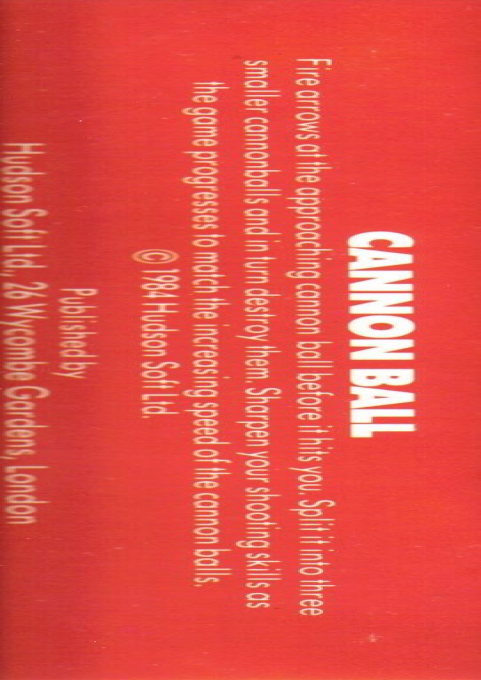 CANNON BALL
Fire arrows at the approaching cannon ball before it hits you. Split it into three
smaller cannonballs and in turn destroy them. Sharpen your shooting skills as
the game progresses to match the increasing speed of the cannon balls.
© 1984 Hudson Soft Ltd.
Published by
Hudson Soft Ltd., 26 Wycombe Gardens, London